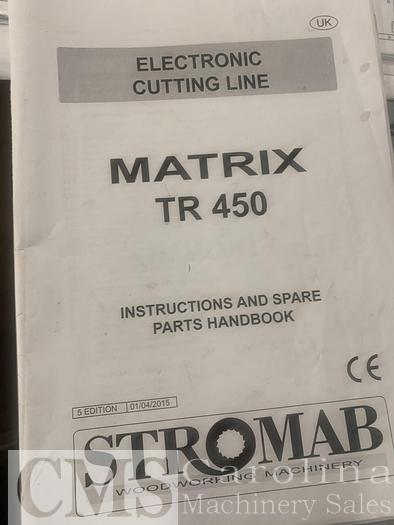 UK
ELECTRONIC
CUTTING LINE
MATRIX
TR 450
INSTRUCTIONS AND SPARE
PARTS HANDBOOK
CE
5 EDITION 01/04/2015
STROMAB
WOODWORKING MACHINERY
CMS Carolina
Machinery Sales